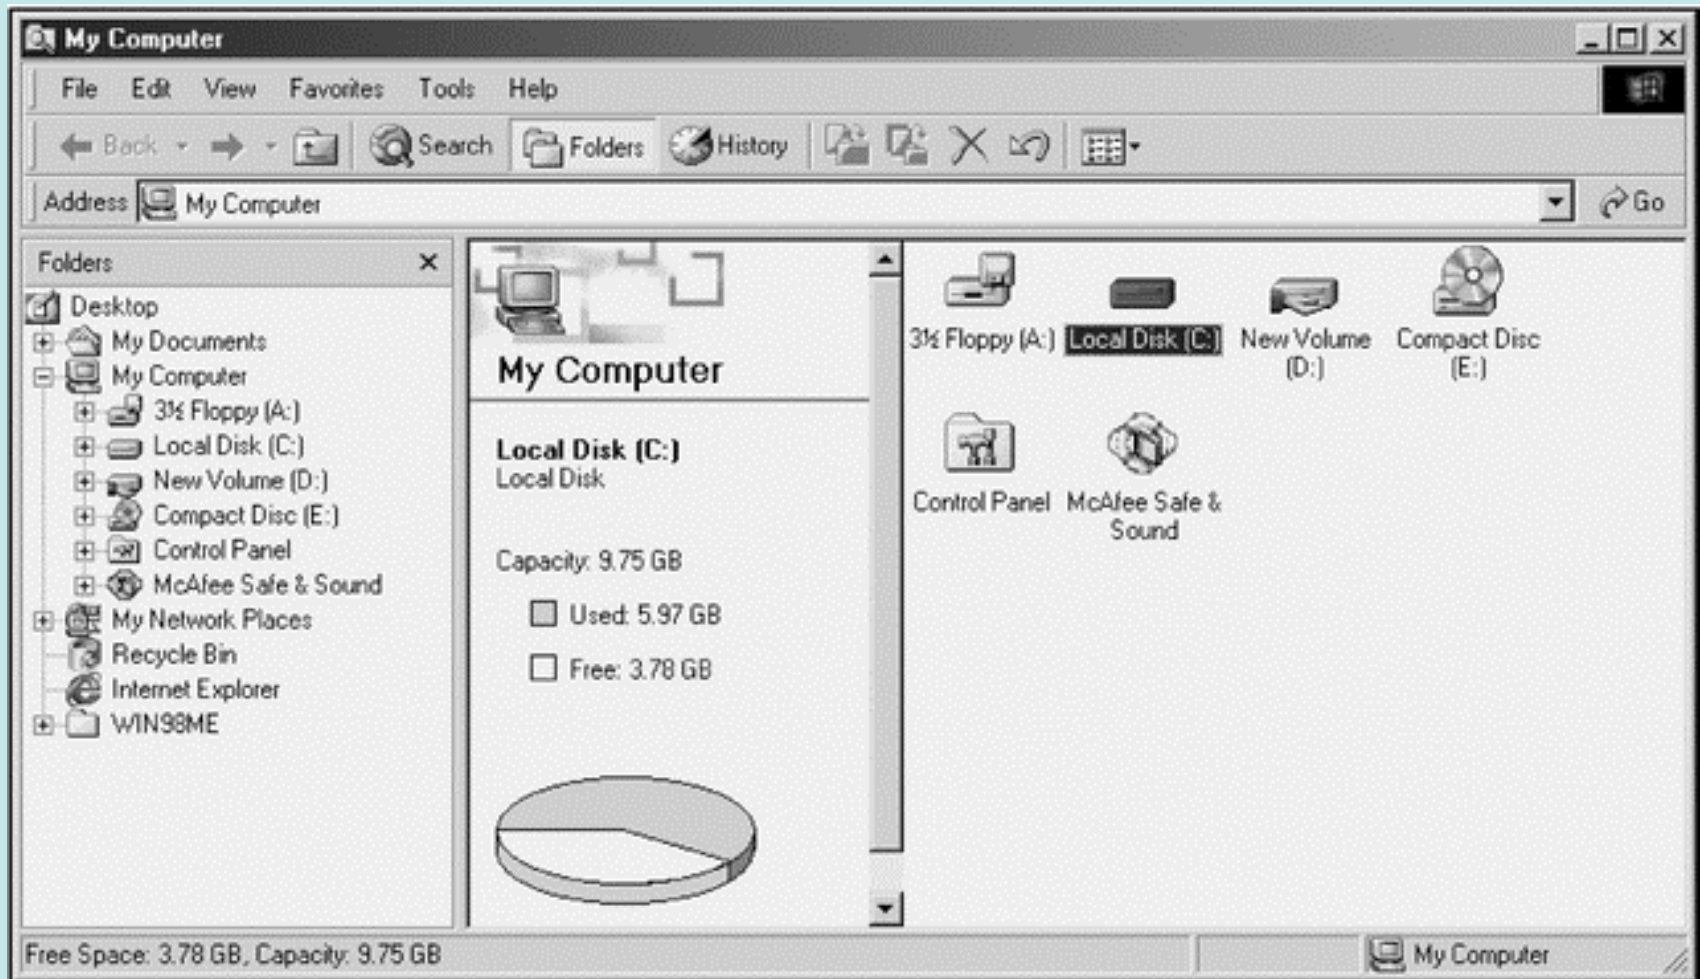 My Computer
File Edit View Favorites Tools Help
Back Search Folders History
Address My Computer Go
Folders
Desktop
My Documents
My Computer
3½ Floppy (A:)
Local Disk (C:)
New Volume (D:)
Compact Disc (E:)
Control Panel
McAfee Safe & Sound
My Network Places
Recycle Bin
Internet Explorer
WIN98ME
My Computer
Local Disk (C:)
Local Disk
Capacity: 9.75 GB
Used: 5.97 GB
Free: 3.78 GB
3½ Floppy (A:) Local Disk (C:) New Volume Compact Disc
(D:) (E:)
Control Panel McAfee Safe &
Sound
Free Space: 3.78 GB, Capacity: 9.75 GB My Computer